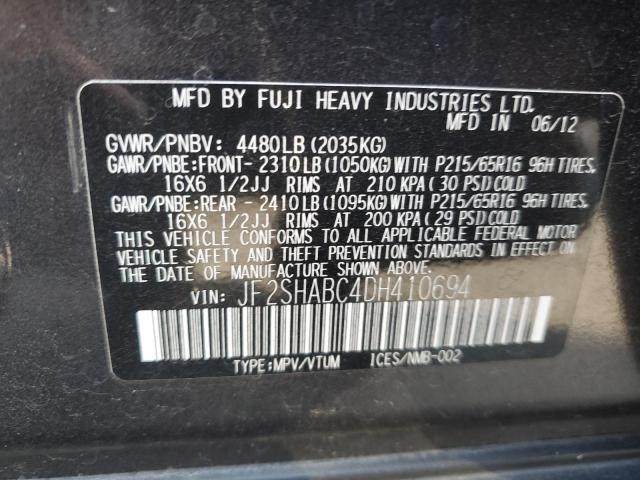 MFD BY FUJI HEAVY INDUSTRIES LTD.
MFD IN 06/12
GVWR/PNBV: 4480LB (2035KG)
GAWR/PNBE:FRONT- 2310LB (1050KG) WITH P215/65R16 96H TIRES,
16X6 1/2JJ RIMS AT 210 KPA ( 30 PSI) COLD
GAWR/PNBE:REAR - 2410LB (1095KG) WITH P215/65R16 96H TIRES,
16X6 1/2JJ RIMS AT 200 KPA ( 29 PSI) COLD
THIS VEHICLE CONFORMS TO ALL APPLICABLE FEDERAL MOTOR
VEHICLE SAFETY AND THEFT PREVENTION STANDARDS IN EFFECT ON
THE DATE OF MANUFACTURE SHOWN ABOVE.
VIN: JF2SHABC4DH410694
TYPE:MPV/VTUM ICES/NMB-002